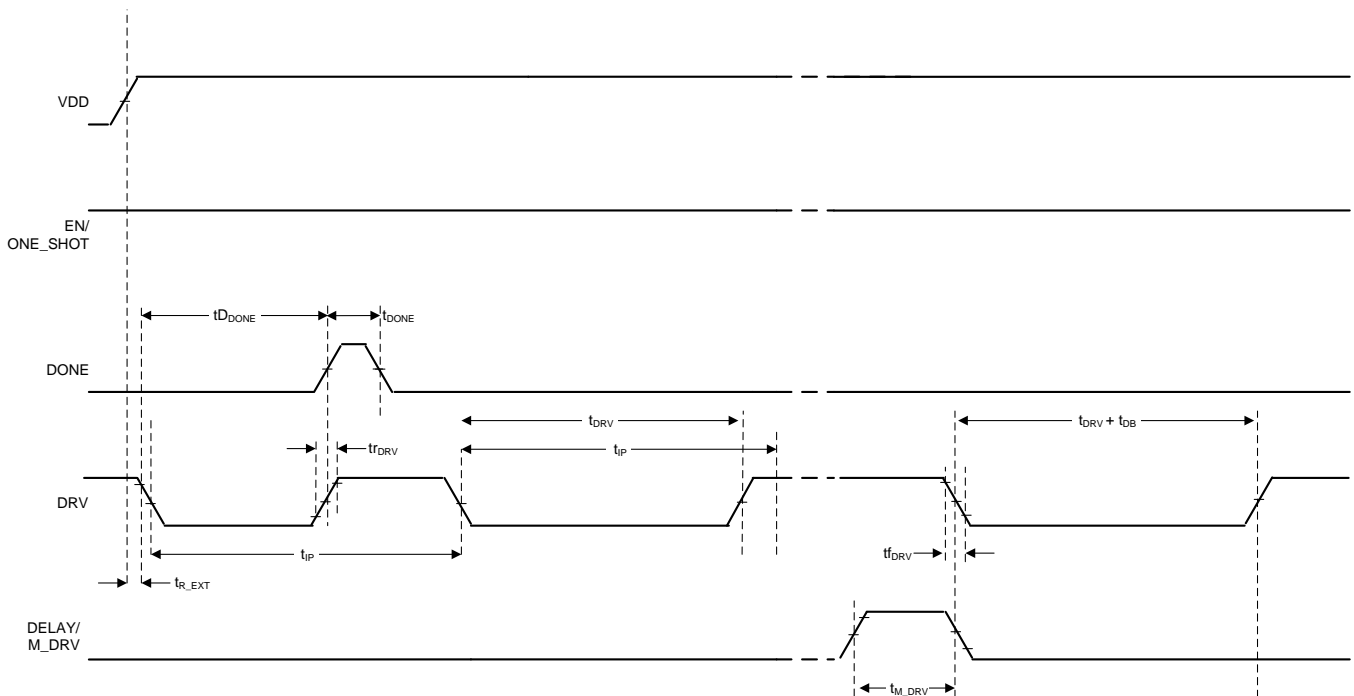 VDD
EN/
ONE_SHOT
tD_DONE
t_DONE
DONE
t_DRV
t_DRV + t_DB
tr_DRV
t_IP
DRV
t_IP
tf_DRV
t_R_EXT
DELAY/
M_DRV
t_M_DRV